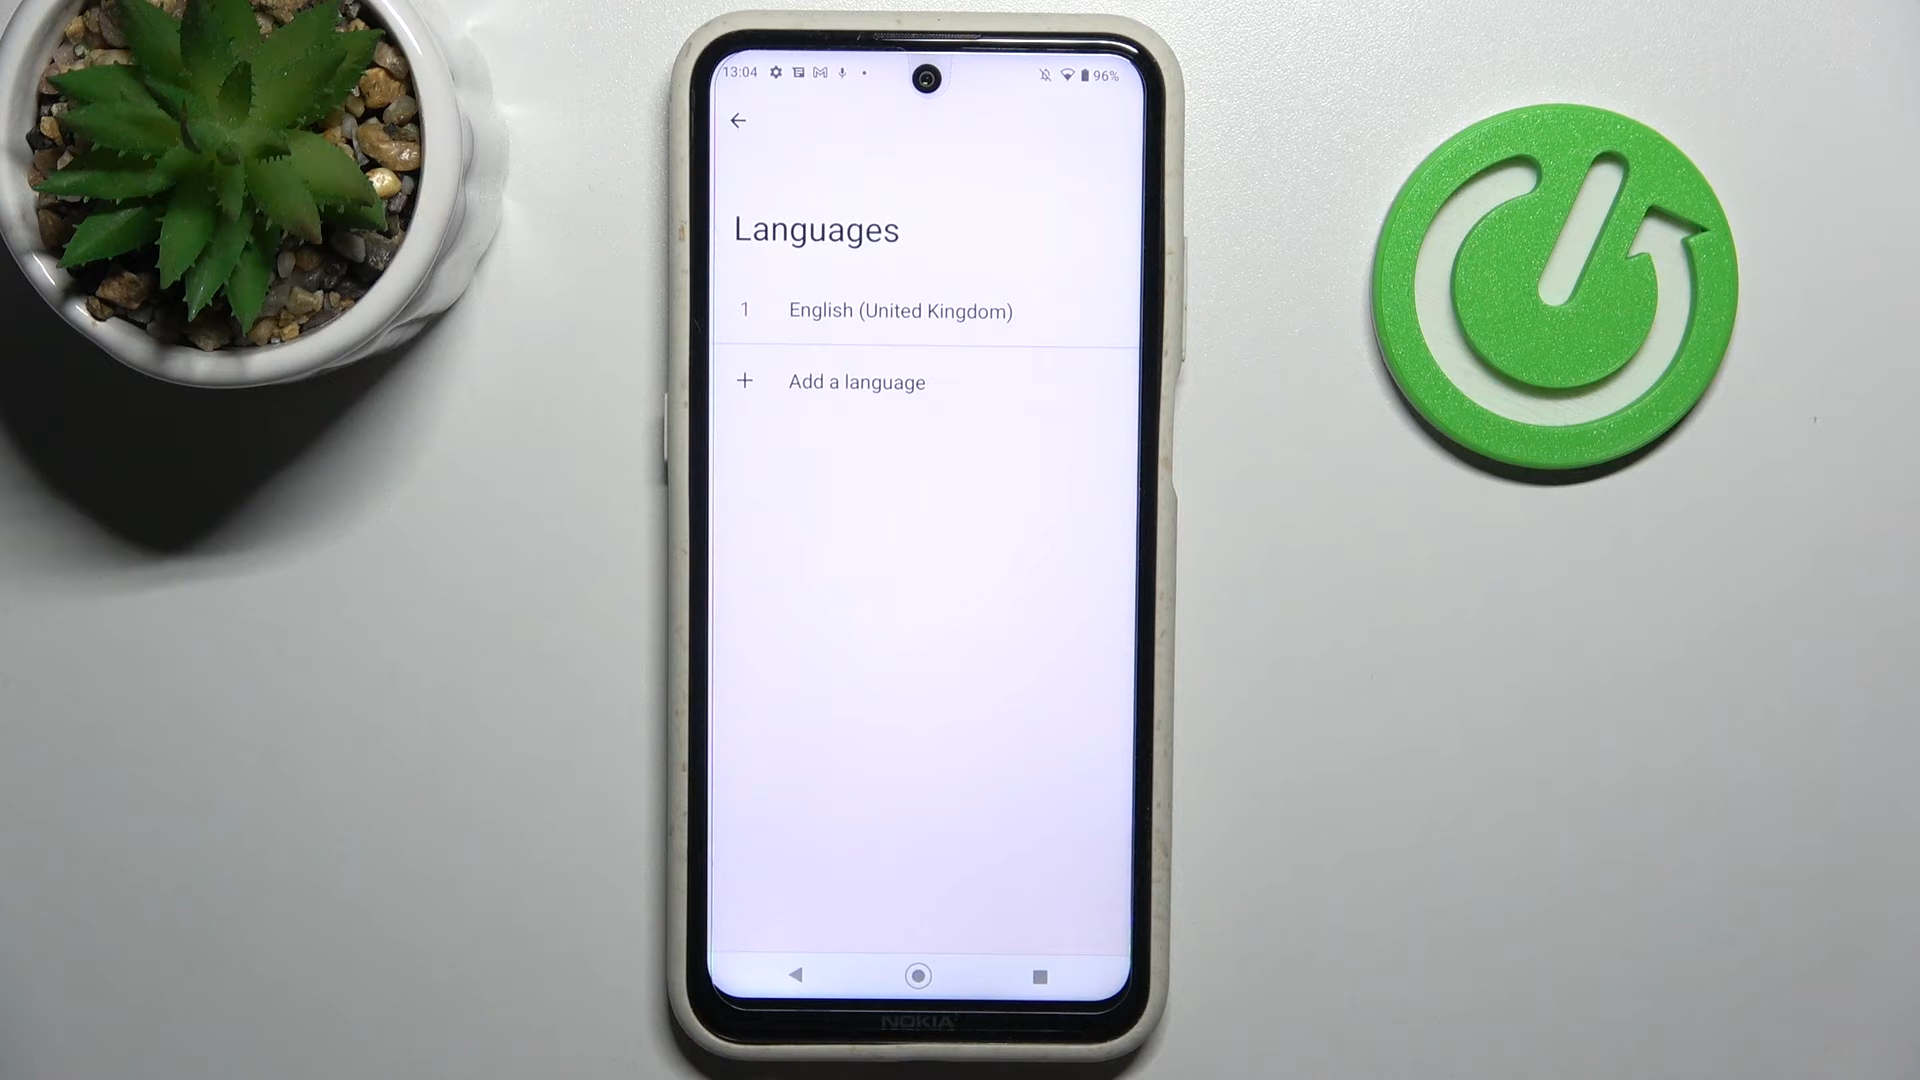 13:04
96%
Languages
1 English (United Kingdom)
+ Add a language
NOKIA